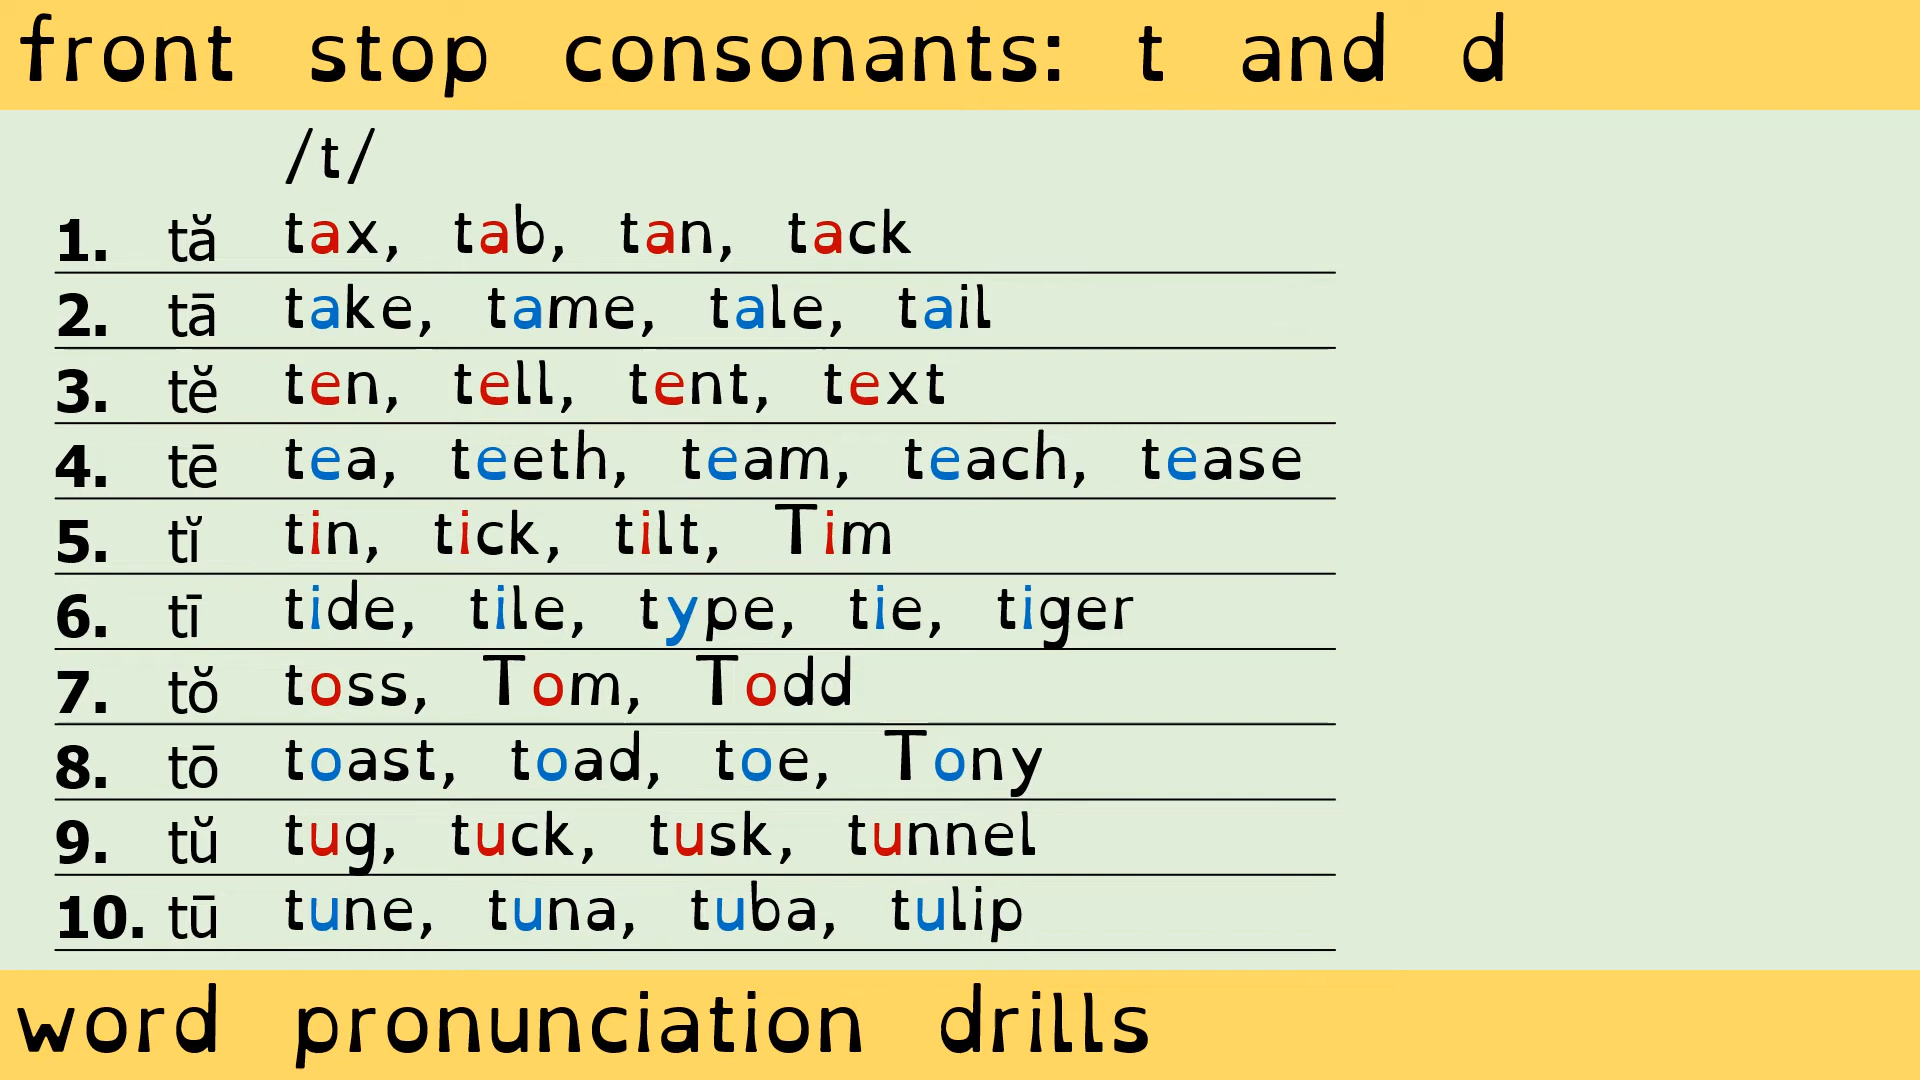 front stop consonants: t and d
/t/
1. tă tax, tab, tan, tack
2. tā take, tame, tale, tail
3. tĕ ten, tell, tent, text
4. tē tea, teeth, team, teach, tease
5. tĭ tin, tick, tilt, Tim
6. tī tide, tile, type, tie, tiger
7. tŏ toss, Tom, Todd
8. tō toast, toad, toe, Tony
9. tŭ tug, tuck, tusk, tunnel
10. tū tune, tuna, tuba, tulip
word pronunciation drills